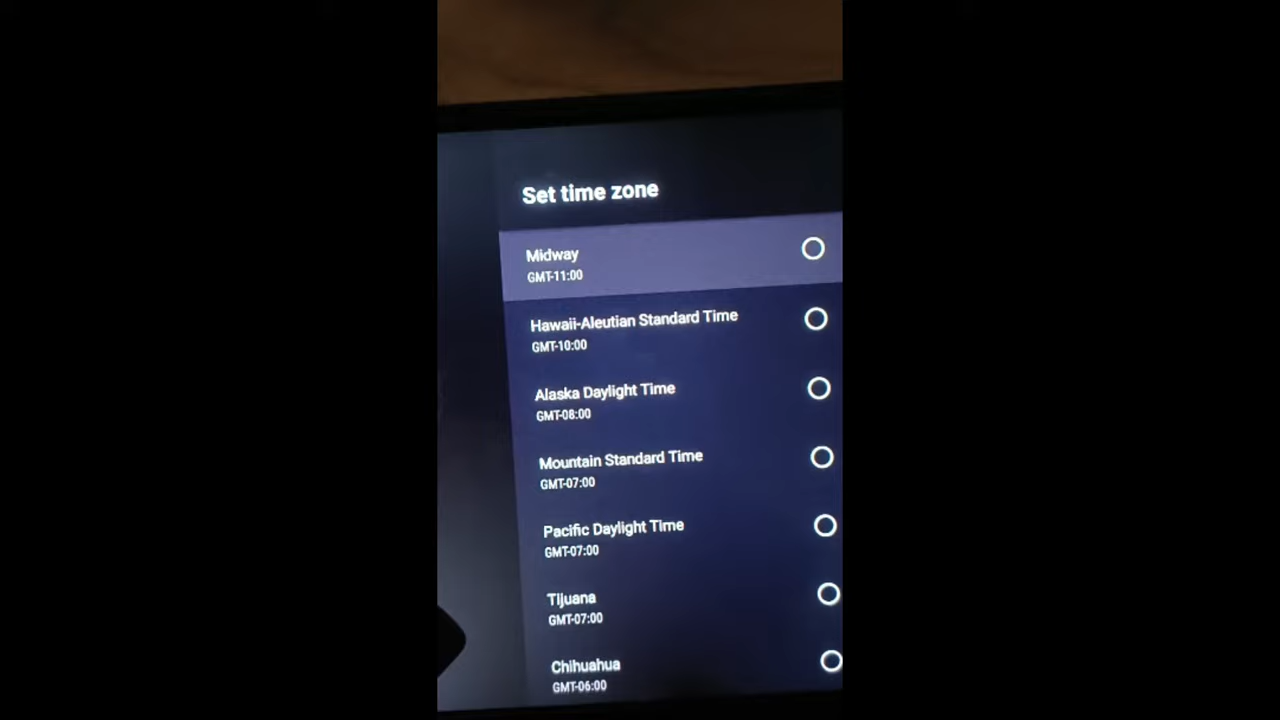 Set time zone
Midway
GMT-11:00
Hawaii-Aleutian Standard Time
GMT-10:00
Alaska Daylight Time
GMT-08:00
Mountain Standard Time
GMT-07:00
Pacific Daylight Time
GMT-07:00
Tijuana
GMT-07:00
Chihuahua
GMT-06:00